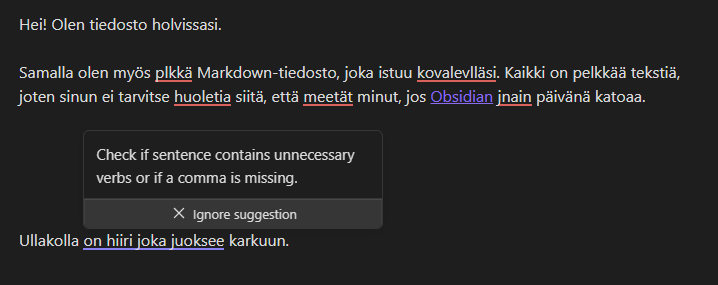 Hei! Olen tiedosto holvissasi.
Samalla olen myös plkkä Markdown-tiedosto, joka istuu kovalevlläsi. Kaikki on pelkkää tekstiä,
joten sinun ei tarvitse huoletia siitä, että meetät minut, jos Obsidian jnain päivänä katoaa.
Check if sentence contains unnecessary
verbs or if a comma is missing.
Ignore suggestion
Ullakolla on hiiri joka juoksee karkuun.